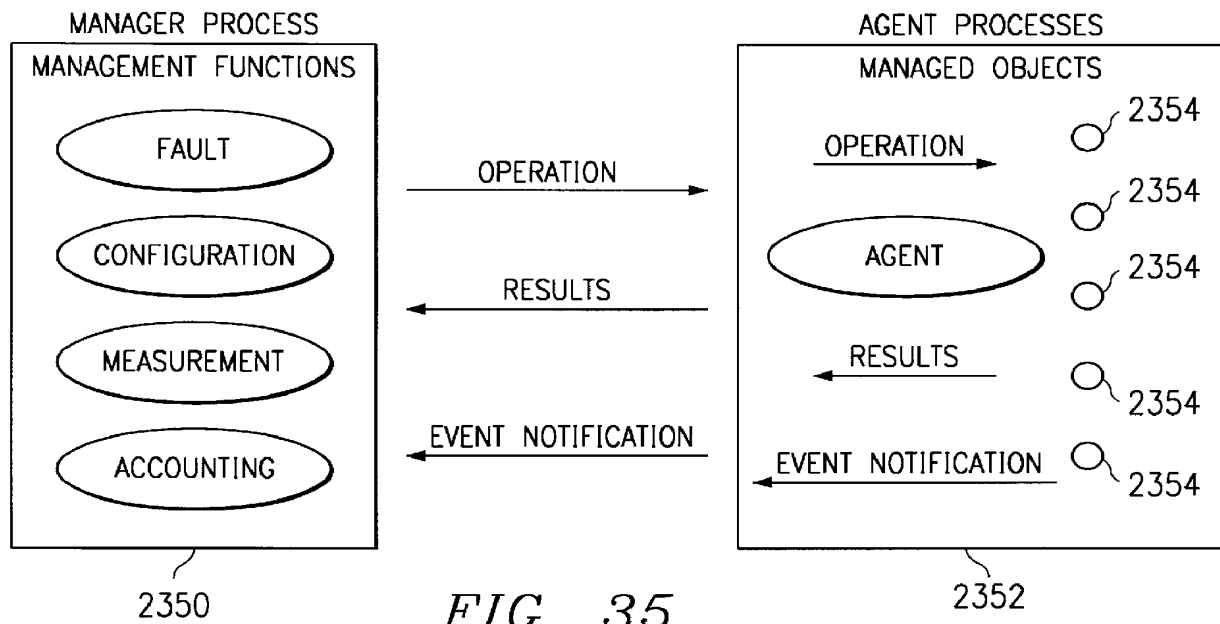 MANAGER PROCESS
MANAGEMENT FUNCTIONS
FAULT
CONFIGURATION
MEASUREMENT
ACCOUNTING
2350
OPERATION
RESULTS
EVENT NOTIFICATION
AGENT PROCESSES
MANAGED OBJECTS
OPERATION
AGENT
RESULTS
EVENT NOTIFICATION
2354
2354
2354
2354
2354
2352
FIG. 35